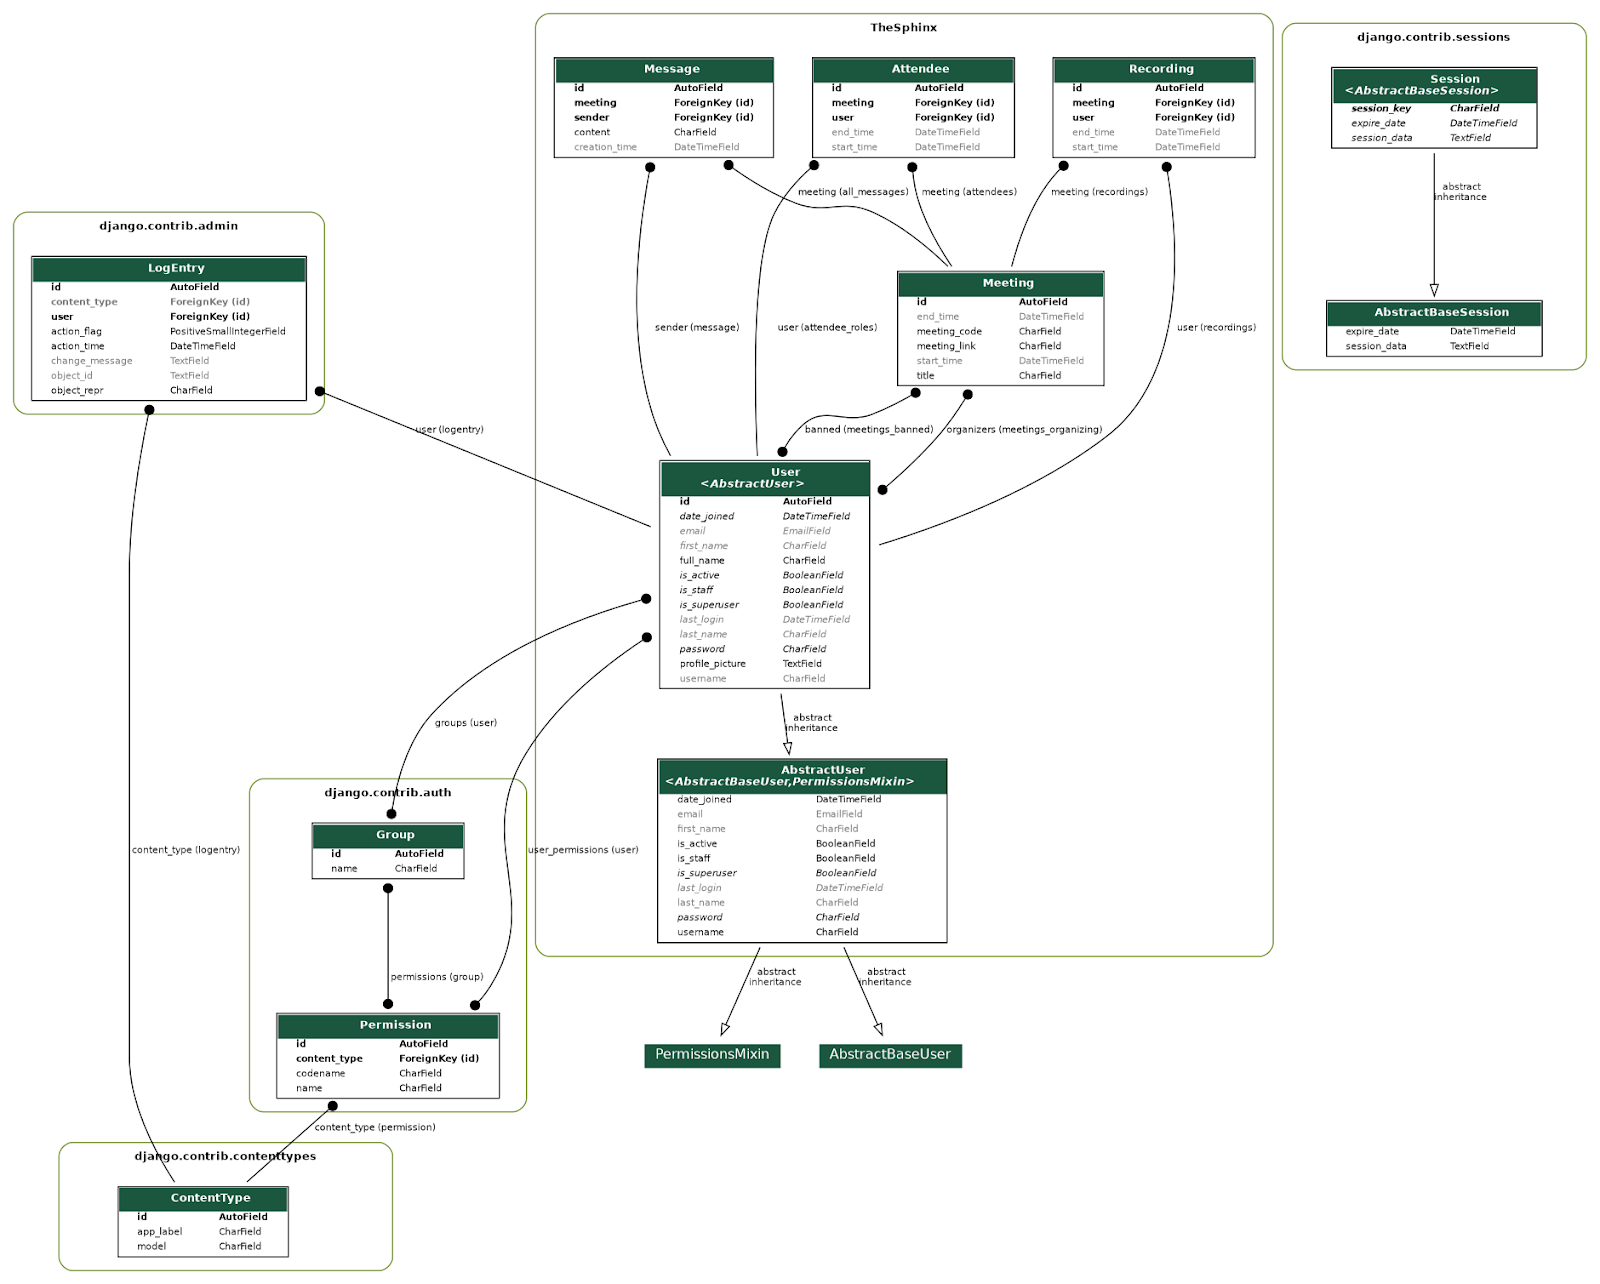 TheSphinx
Message
id AutoField
meeting ForeignKey (id)
sender ForeignKey (id)
content CharField
creation_time DateTimeField
Attendee
id AutoField
meeting ForeignKey (id)
user ForeignKey (id)
end_time DateTimeField
start_time DateTimeField
Recording
id AutoField
meeting ForeignKey (id)
user ForeignKey (id)
end_time DateTimeField
start_time DateTimeField
django.contrib.sessions
Session
<AbstractBaseSession>
session_key CharField
expire_date DateTimeField
session_data TextField
abstract
inheritance
AbstractBaseSession
expire_date DateTimeField
session_data TextField
meeting (all_messages)
meeting (attendees)
meeting (recordings)
django.contrib.admin
LogEntry
id AutoField
content_type ForeignKey (id)
user ForeignKey (id)
action_flag PositiveSmallIntegerField
action_time DateTimeField
change_message TextField
object_id TextField
object_repr CharField
Meeting
id AutoField
end_time DateTimeField
meeting_code CharField
meeting_link CharField
start_time DateTimeField
title CharField
sender (message)
user (attendee_roles)
user (recordings)
user (logentry)
banned (meetings_banned)
organizers (meetings_organizing)
User
<AbstractUser>
id AutoField
date_joined DateTimeField
email EmailField
first_name CharField
full_name CharField
is_active BooleanField
is_staff BooleanField
is_superuser BooleanField
last_login DateTimeField
last_name CharField
password CharField
profile_picture TextField
username CharField
groups (user)
abstract
inheritance
AbstractUser
<AbstractBaseUser,PermissionsMixin>
date_joined DateTimeField
email EmailField
first_name CharField
is_active BooleanField
is_staff BooleanField
is_superuser BooleanField
last_login DateTimeField
last_name CharField
password CharField
username CharField
django.contrib.auth
Group
id AutoField
name CharField
content_type (logentry)
user_permissions (user)
permissions (group)
abstract
inheritance
abstract
inheritance
Permission
id AutoField
content_type ForeignKey (id)
codename CharField
name CharField
PermissionsMixin
AbstractBaseUser
content_type (permission)
django.contrib.contenttypes
ContentType
id AutoField
app_label CharField
model CharField